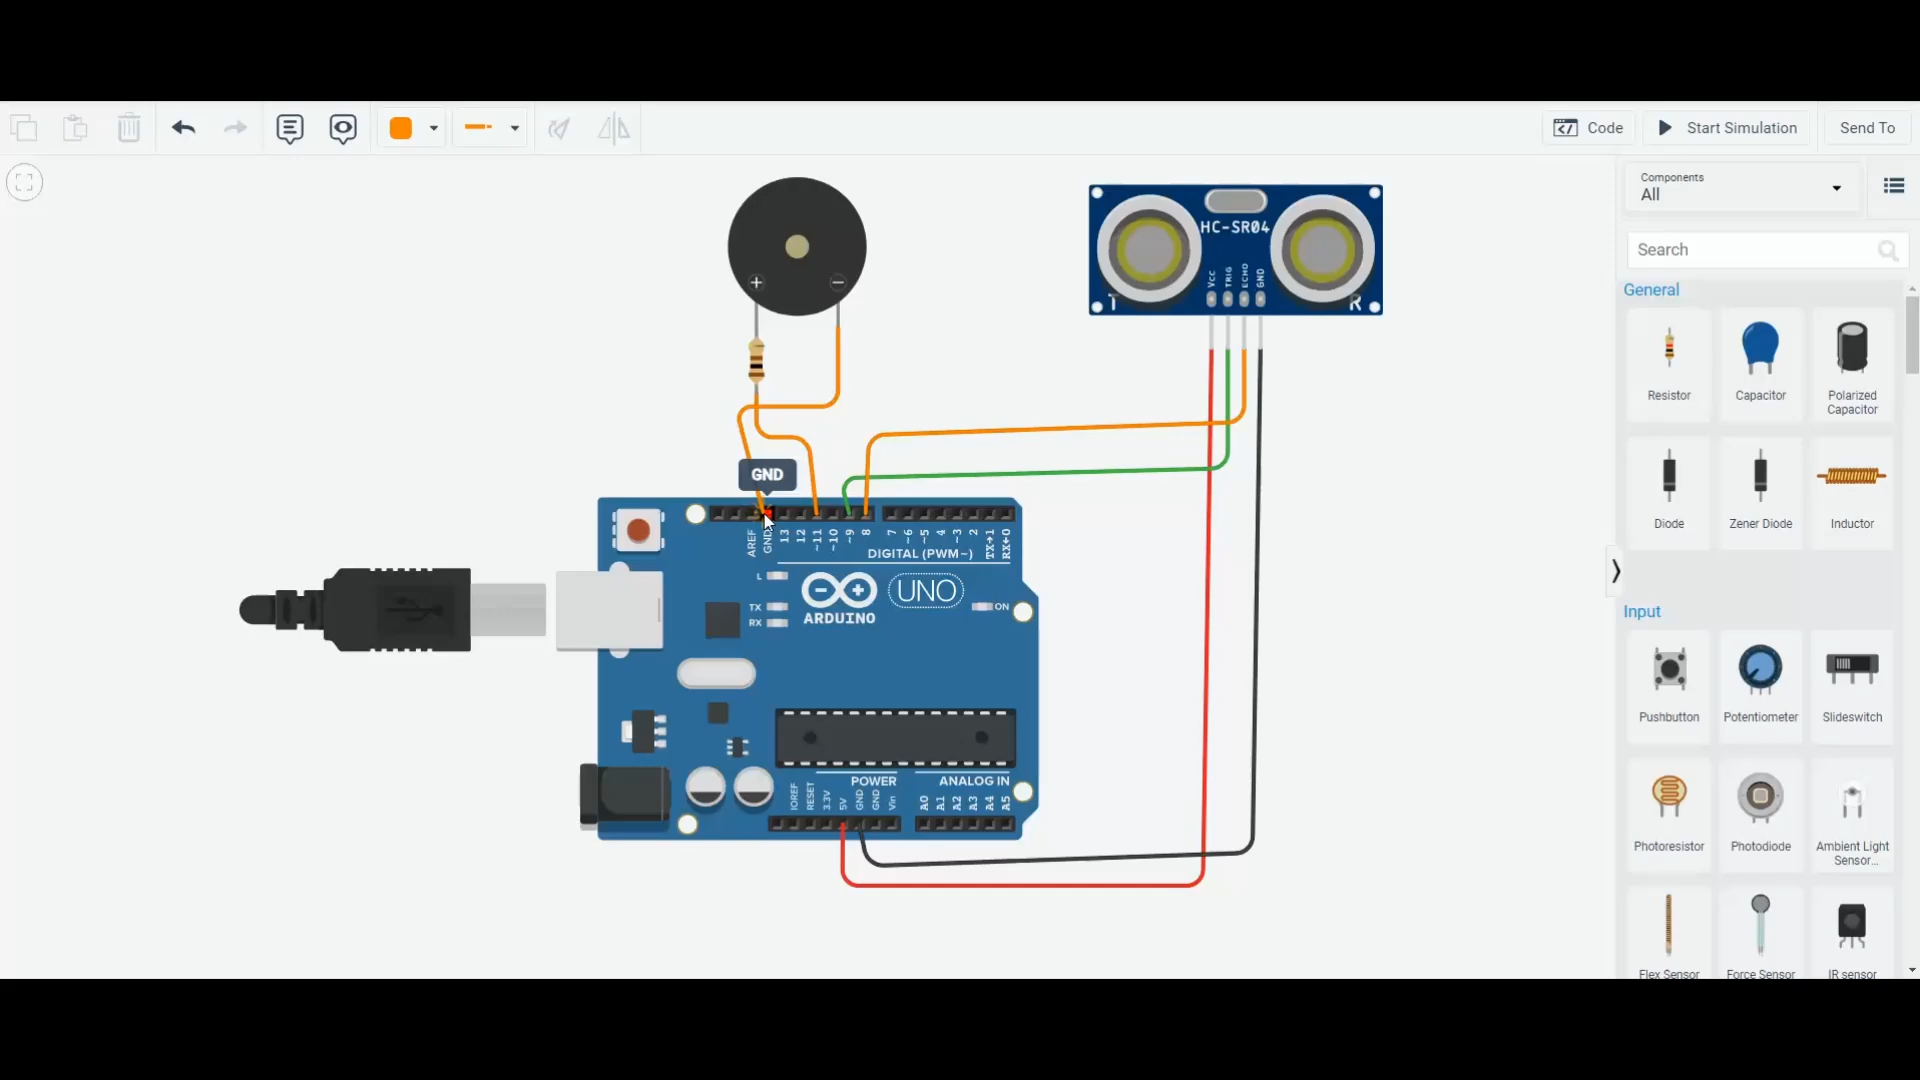 Code
Start Simulation
Send To
Components
All
Search
General
Resistor
Capacitor
Polarized
Capacitor
Diode
Zener Diode
Inductor
Input
Pushbutton
Potentiometer
Slideswitch
Photoresistor
Photodiode
Ambient Light
Sensor...
Flex Sensor
Force Sensor
IR sensor
+
−
HC-SR04
VCC
TRIG
ECHO
GND
T
R
GND
AREF
GND
13
12
~11
~10
~9
8
7
~6
~5
4
~3
2
TX→1
RX←0
DIGITAL (PWM~)
L
TX
RX
UNO
ARDUINO
ON
POWER
ANALOG IN
IOREF
RESET
3.3V
5V
GND
GND
Vin
A0
A1
A2
A3
A4
A5